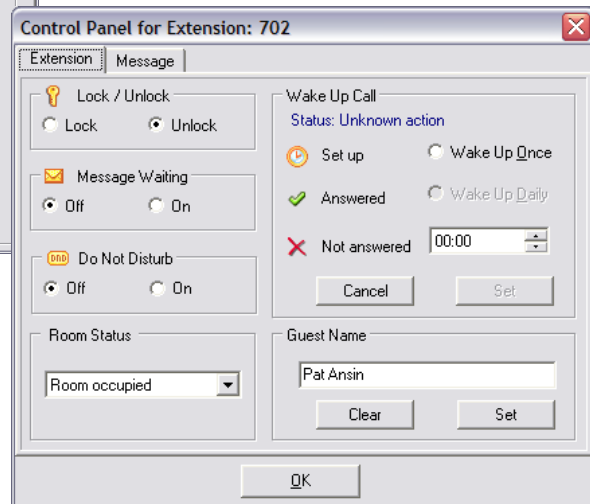 Control Panel for Extension: 702
Extension Message
Lock / Unlock
Lock Unlock
Message Waiting
Off On
DND Do Not Disturb
Off On
Room Status
Room occupied
Wake Up Call
Status: Unknown action
Set up Wake Up Once
Answered Wake Up Daily
Not answered 00:00
Cancel Set
Guest Name
Pat Ansin
Clear Set
OK